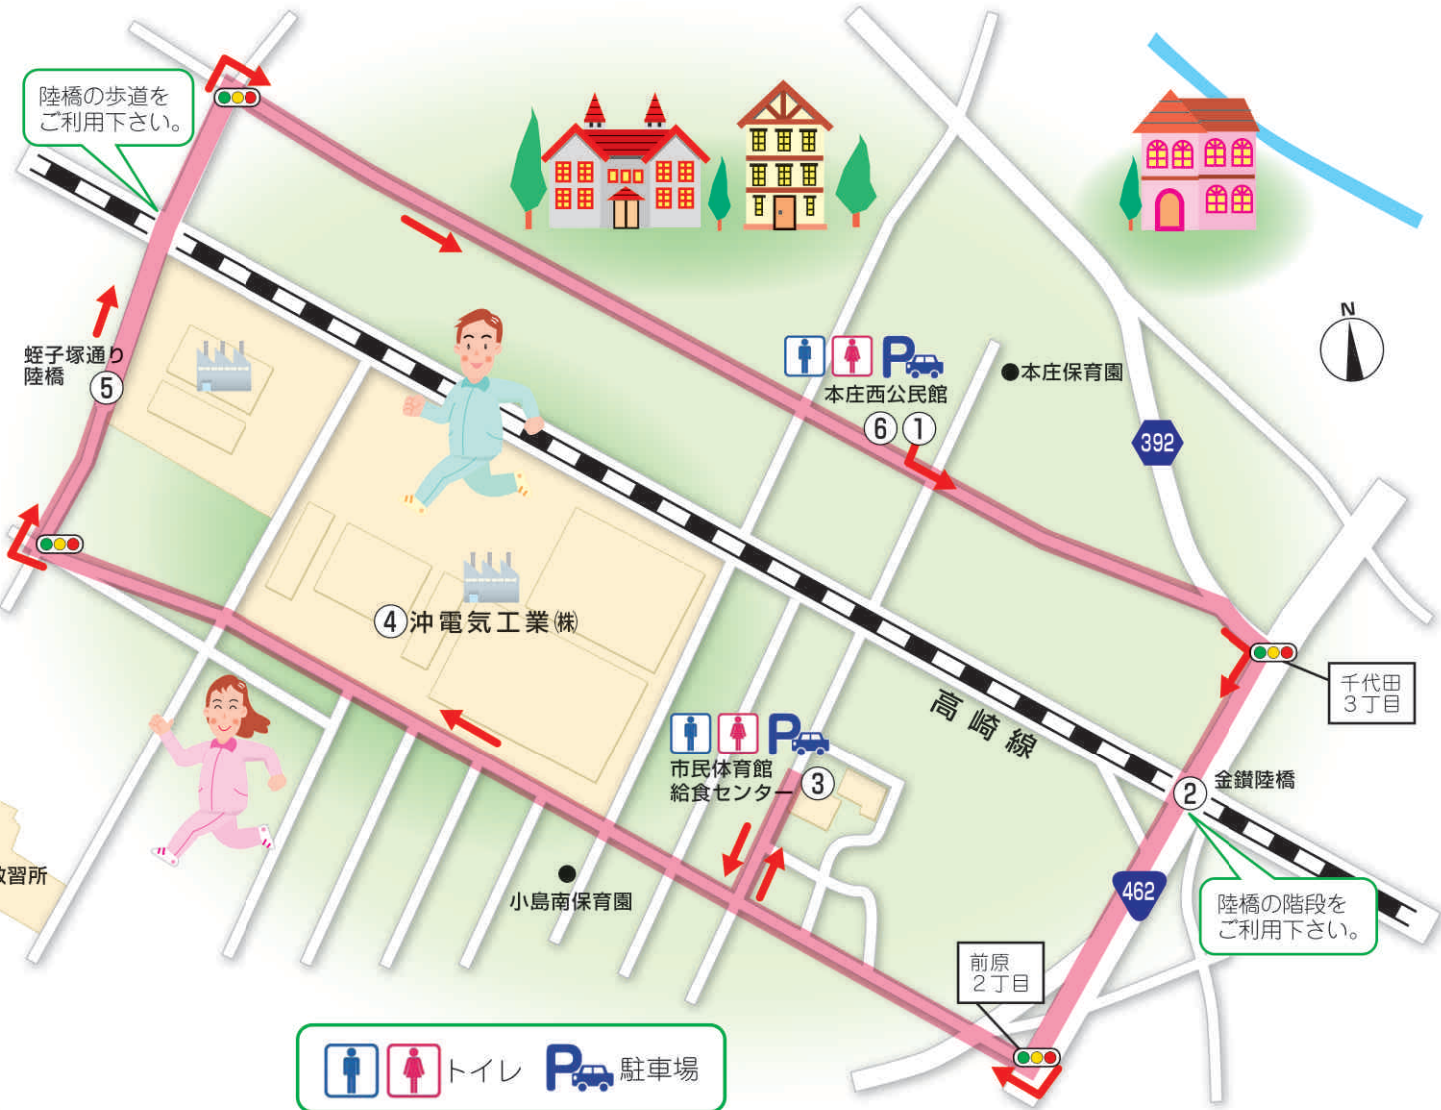 陸橋の歩道を
ご利用下さい。
N
本庄保育園
本庄西公民館
⑥ ①
392
蛭子塚通り
陸橋
⑤
④沖電気工業㈱
高崎線
千代田
3丁目
市民体育館
給食センター ③
金鑚陸橋
②
462
陸橋の階段を
ご利用下さい。
教習所
小島南保育園
前原
2丁目
トイレ P 駐車場
P
P